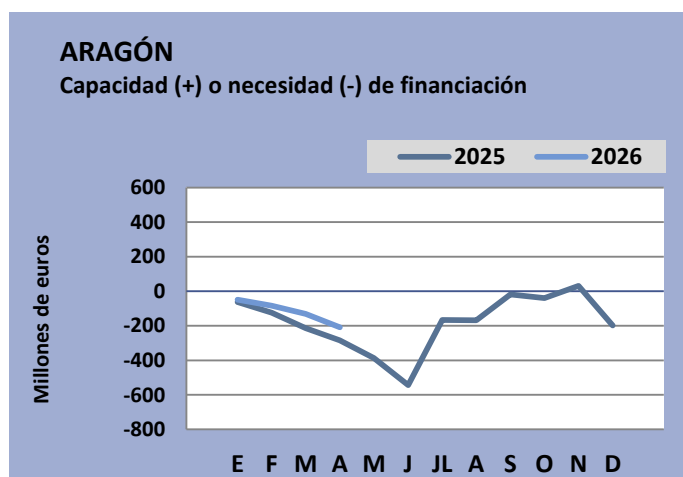 ARAGÓN
Capacidad (+) o necesidad (-) de financiación
2025 2026
Millones de euros
600
400
200
0
-200
-400
-600
-800
E F M A M J JL A S O N D